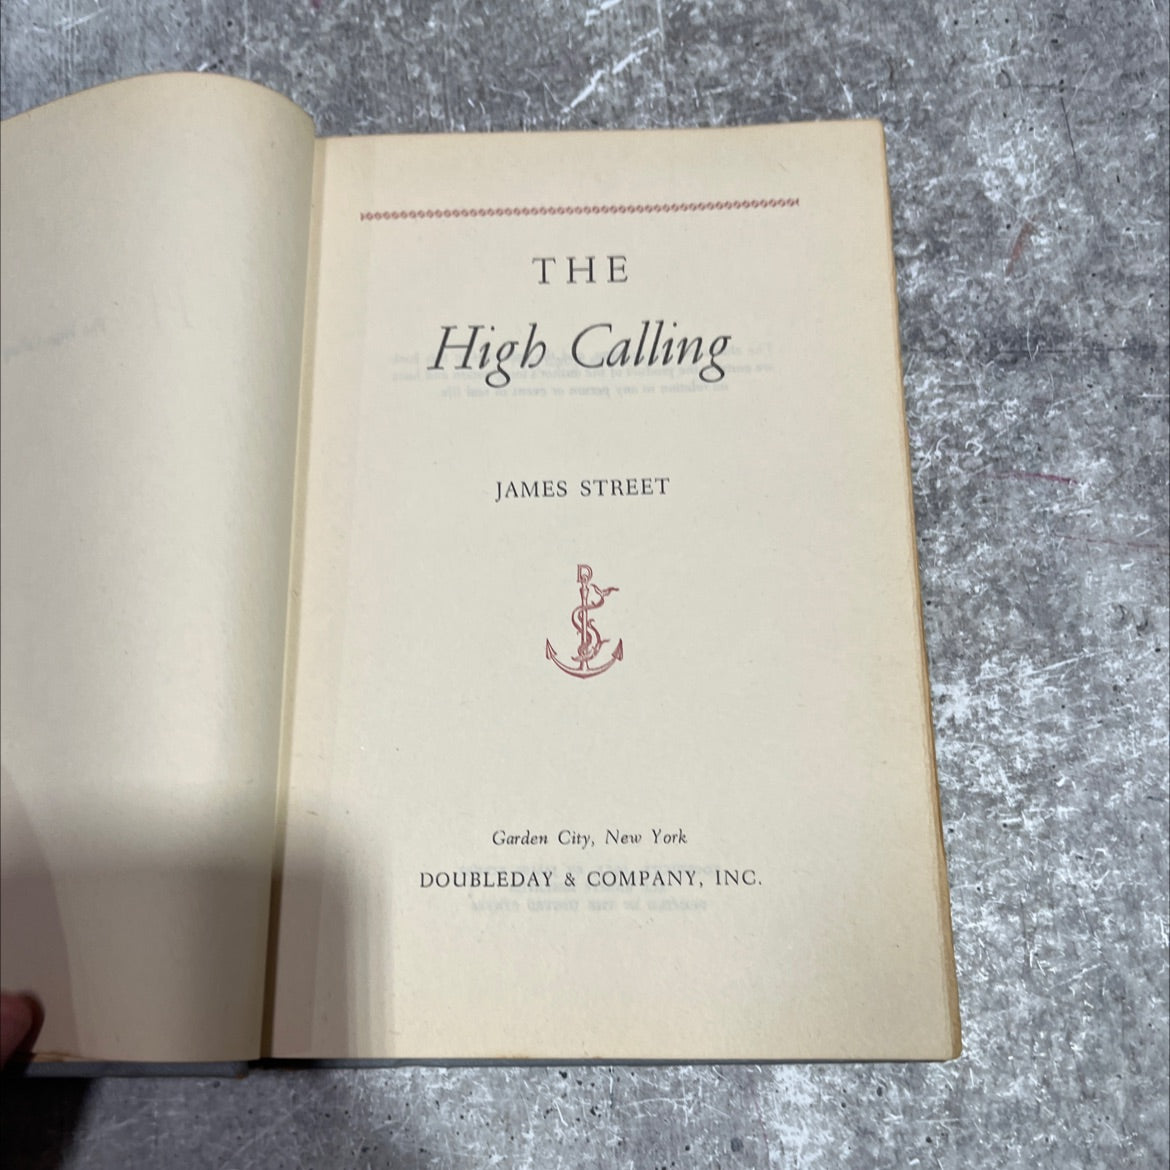 THE
High Calling
JAMES STREET
D
Garden City, New York
DOUBLEDAY & COMPANY, INC.